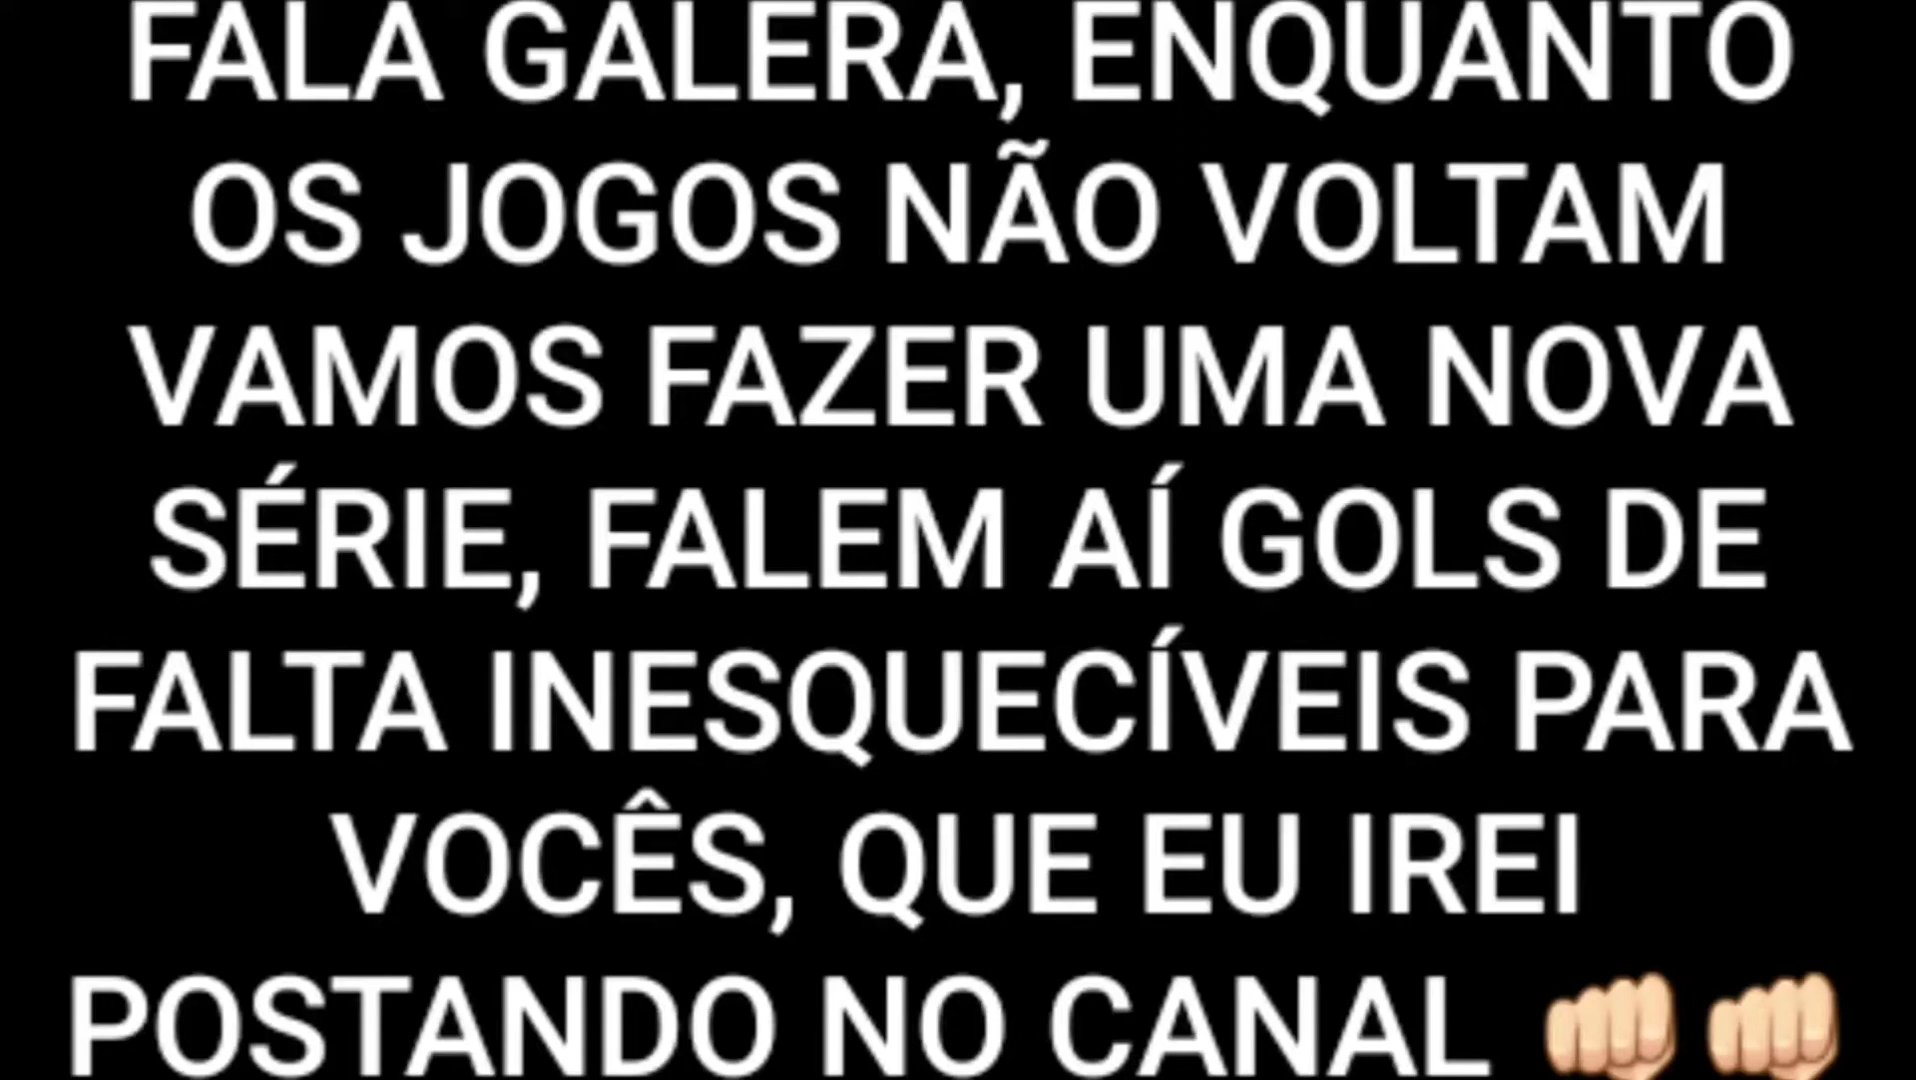 FALA GALERA, ENQUANTO
OS JOGOS NÃO VOLTAM
VAMOS FAZER UMA NOVA
SÉRIE, FALEM AÍ GOLS DE
FALTA INESQUECÍVEIS PARA
VOCÊS, QUE EU IREI
POSTANDO NO CANAL 👊🏻👊🏻